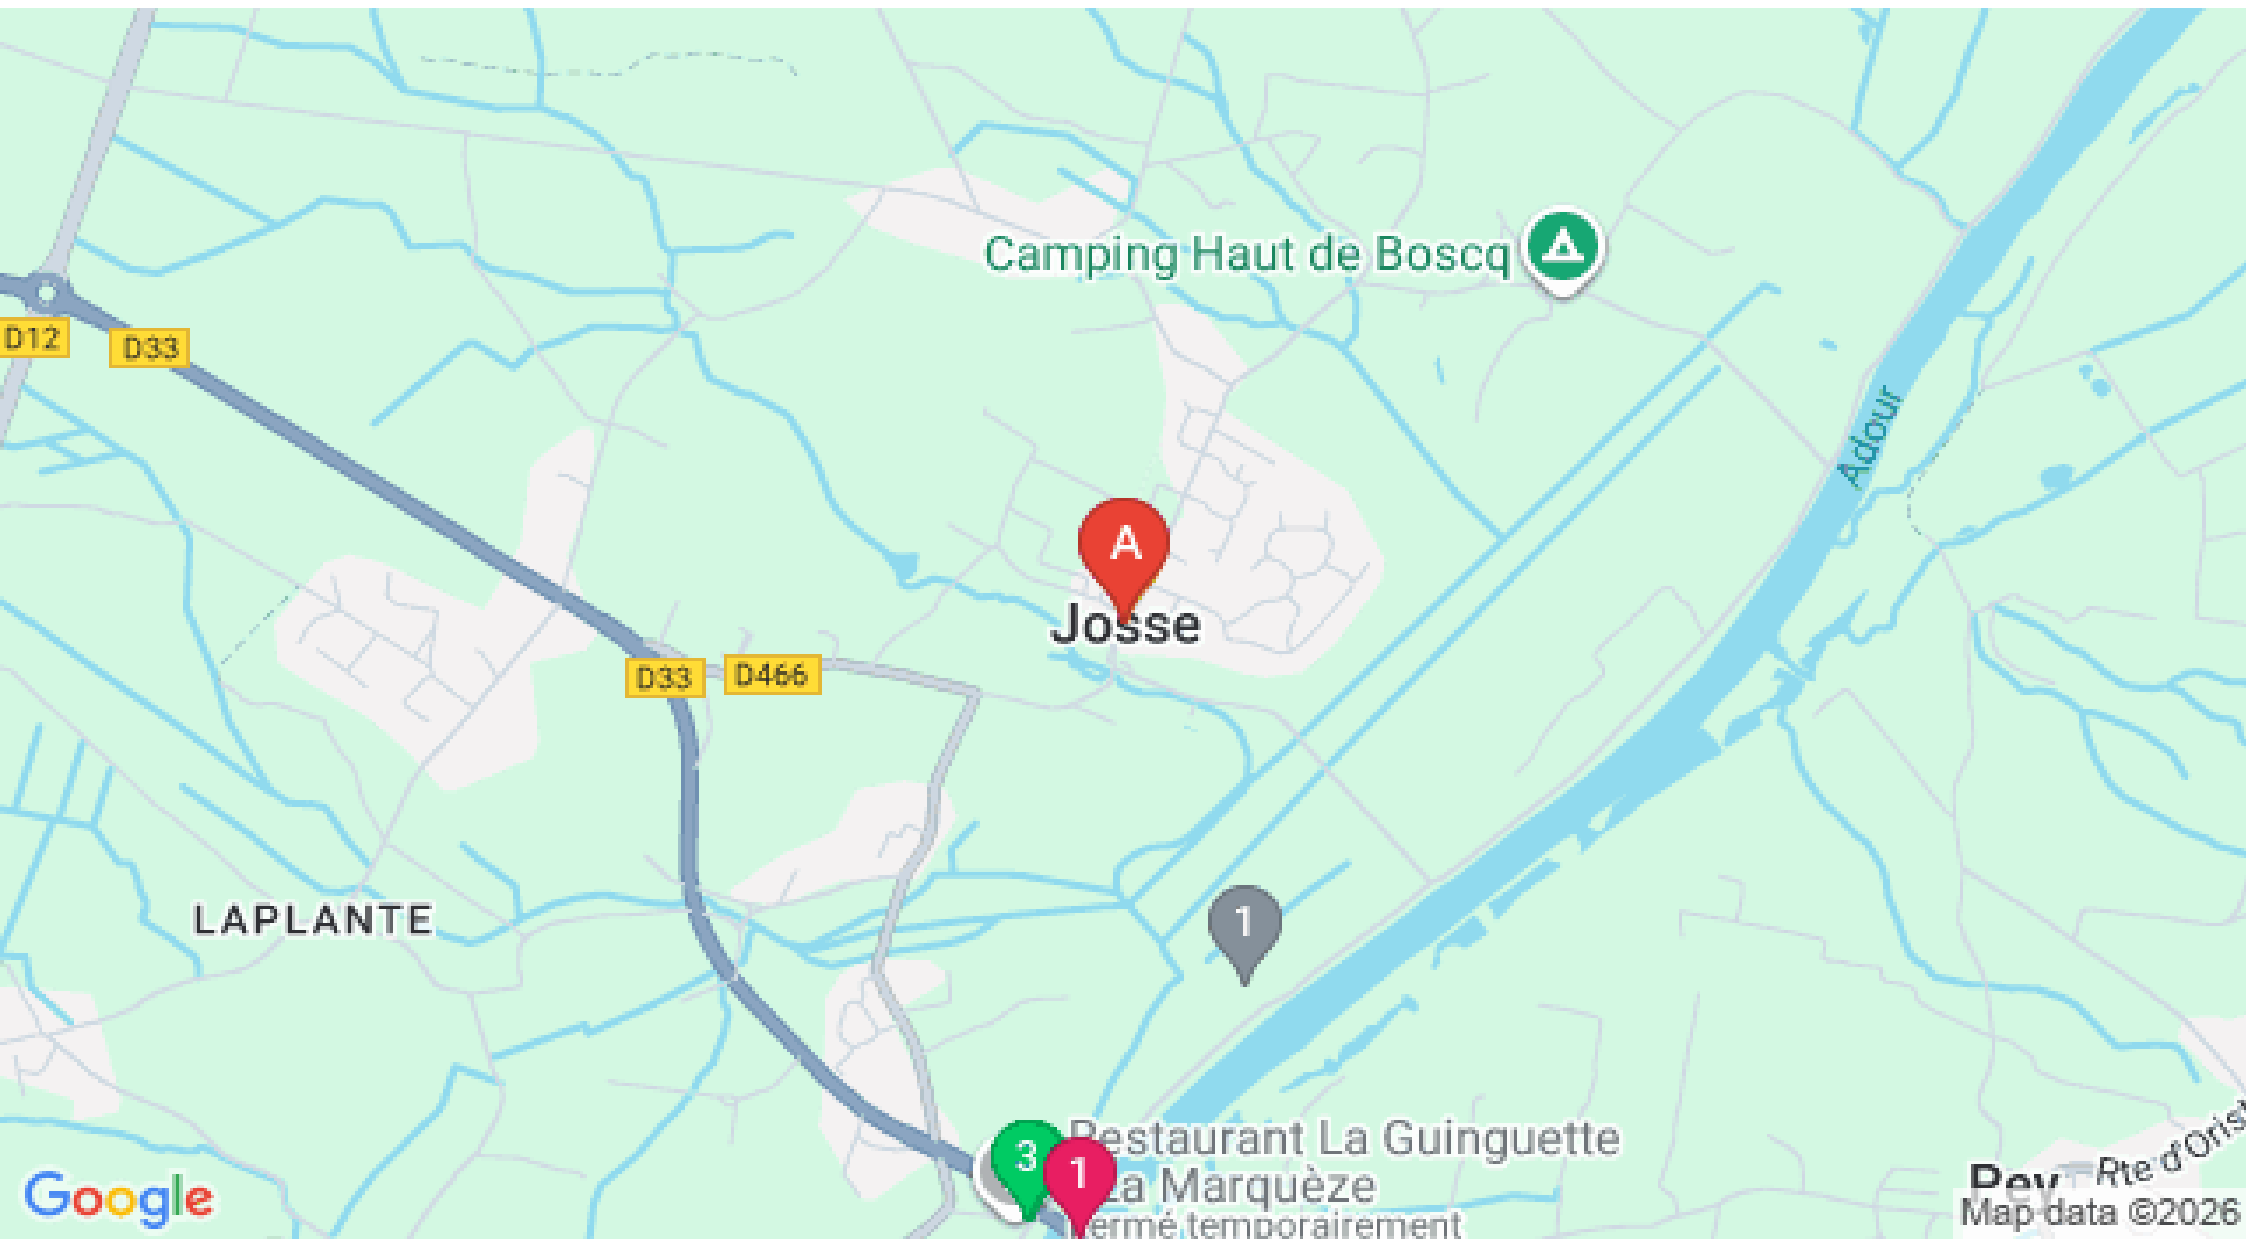 Camping Haut de Boscq
D12
D33
Adour
A
Josse
D33
D466
LAPLANTE
1
Restaurant La Guinguette
La Marquèze
Fermé temporairement
3
1
Rte d'Orist
Pey
Google
Map data ©2026